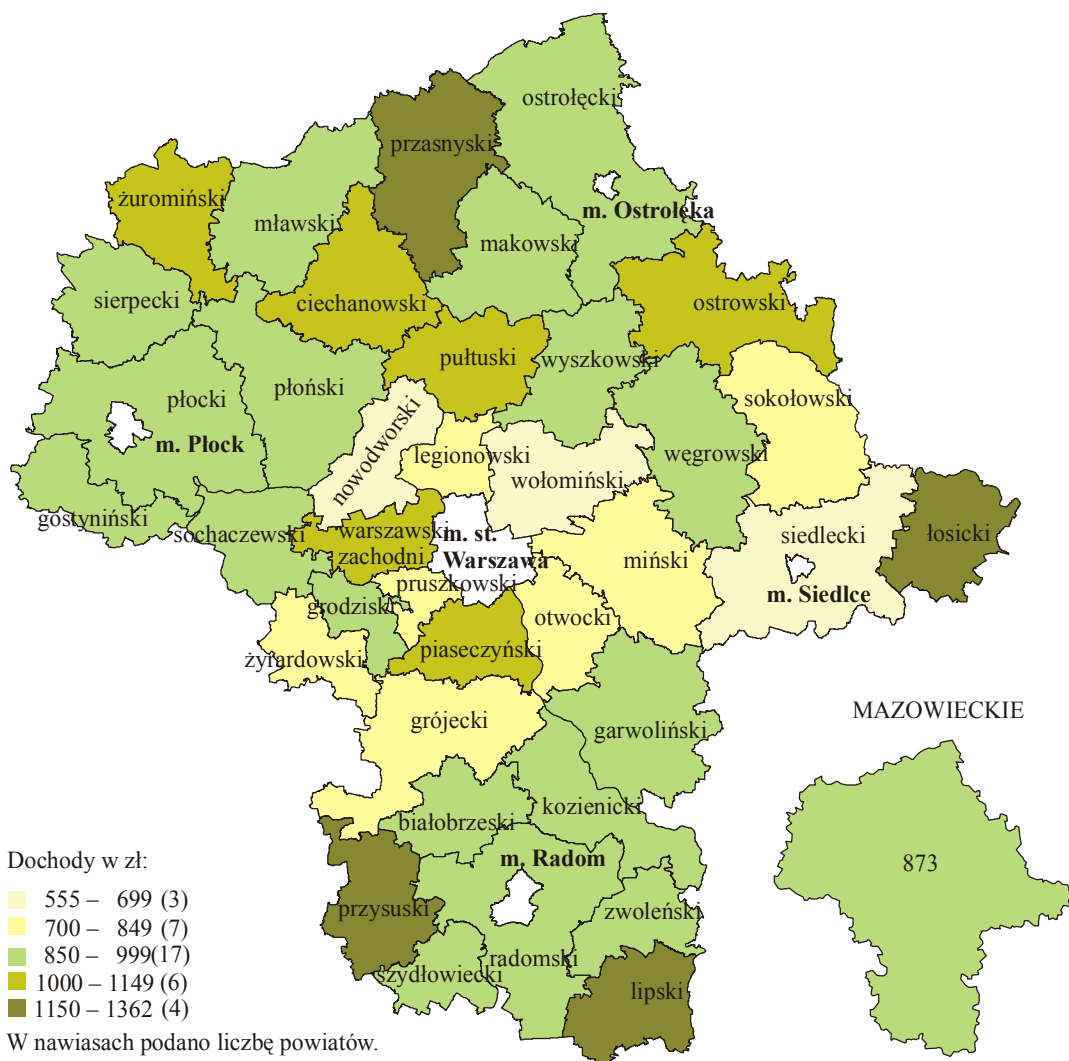 ostrołęcki
przasnyski
żuromiński
m. Ostrołęka
mławski
makowski
sierpecki
ciechanowski
ostrowski
pułtuski
wyszkowski
płoński
sokołowski
płocki
m. Płock
nowodworski
legionowski
węgrowski
wołomiński
gostyniński
sochaczewski
warszawski
zachodni
m. st.
Warszawa
siedlecki
łosicki
miński
pruszkowski
m. Siedlce
grodziski
otwocki
żyrardowski
piaseczyński
MAZOWIECKIE
grójecki
garwoliński
kozienicki
białobrzeski
m. Radom
873
Dochody w zł:
555 – 699 (3)
700 – 849 (7)
850 – 999 (17)
1000 – 1149 (6)
1150 – 1362 (4)
przysuski
zwoleński
radomski
szydłowiecki
lipski
W nawiasach podano liczbę powiatów.